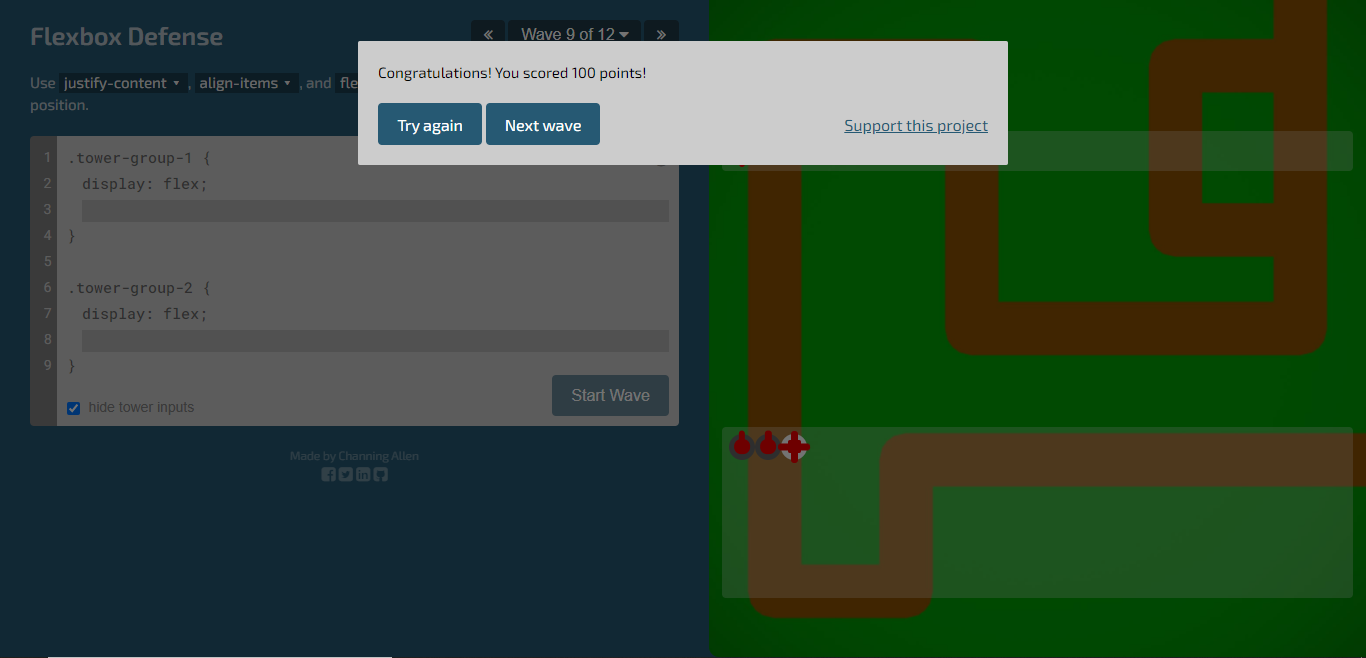 Flexbox Defense
« Wave 9 of 12 »
Congratulations! You scored 100 points!
Use justify-content , align-items , and fle
position.
Try again Next wave Support this project
1 .tower-group-1 {
2 display: flex;
3
4 }
5
6 .tower-group-2 {
7 display: flex;
8
9 }
hide tower inputs Start Wave
Made by Channing Allen